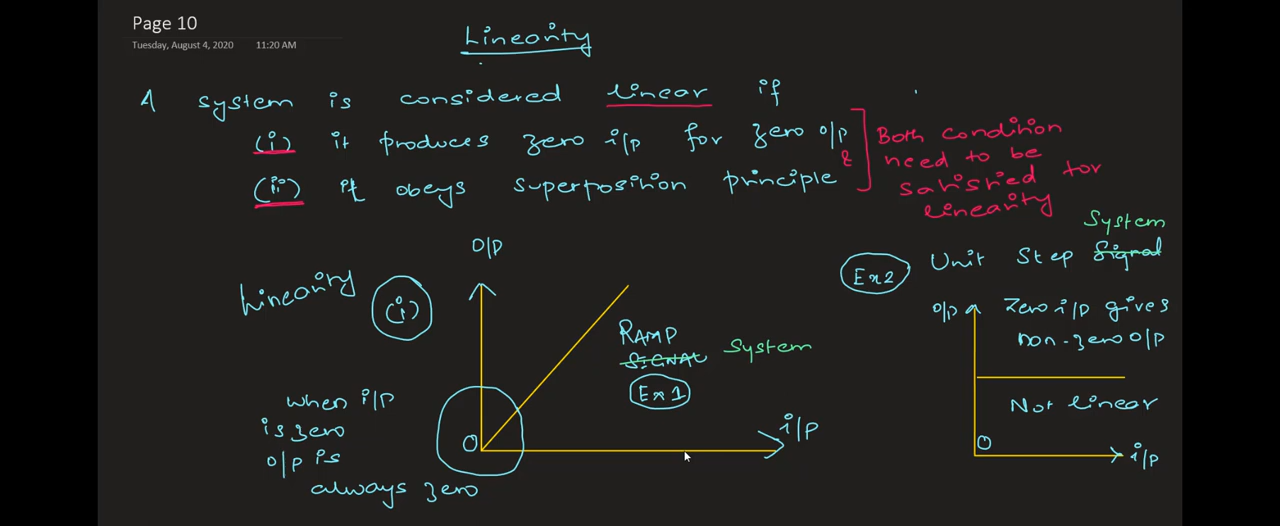 Page 10
Tuesday, August 4, 2020 11:20 AM
Linearity
A system is considered linear if
(i) it produces zero i/p for zero o/p
&
(ii) it obeys superposition principle
Both condition
need to be
satisfied for
linearity
Linearity (i)
O/P
RAMP
SIGNAL System
Ex 1
i/p
0
when i/p
is zero
o/p is
always zero
Ex 2
System
Unit Step Signal
o/p
Zero i/p gives
non-zero o/p
Not linear
0
i/p